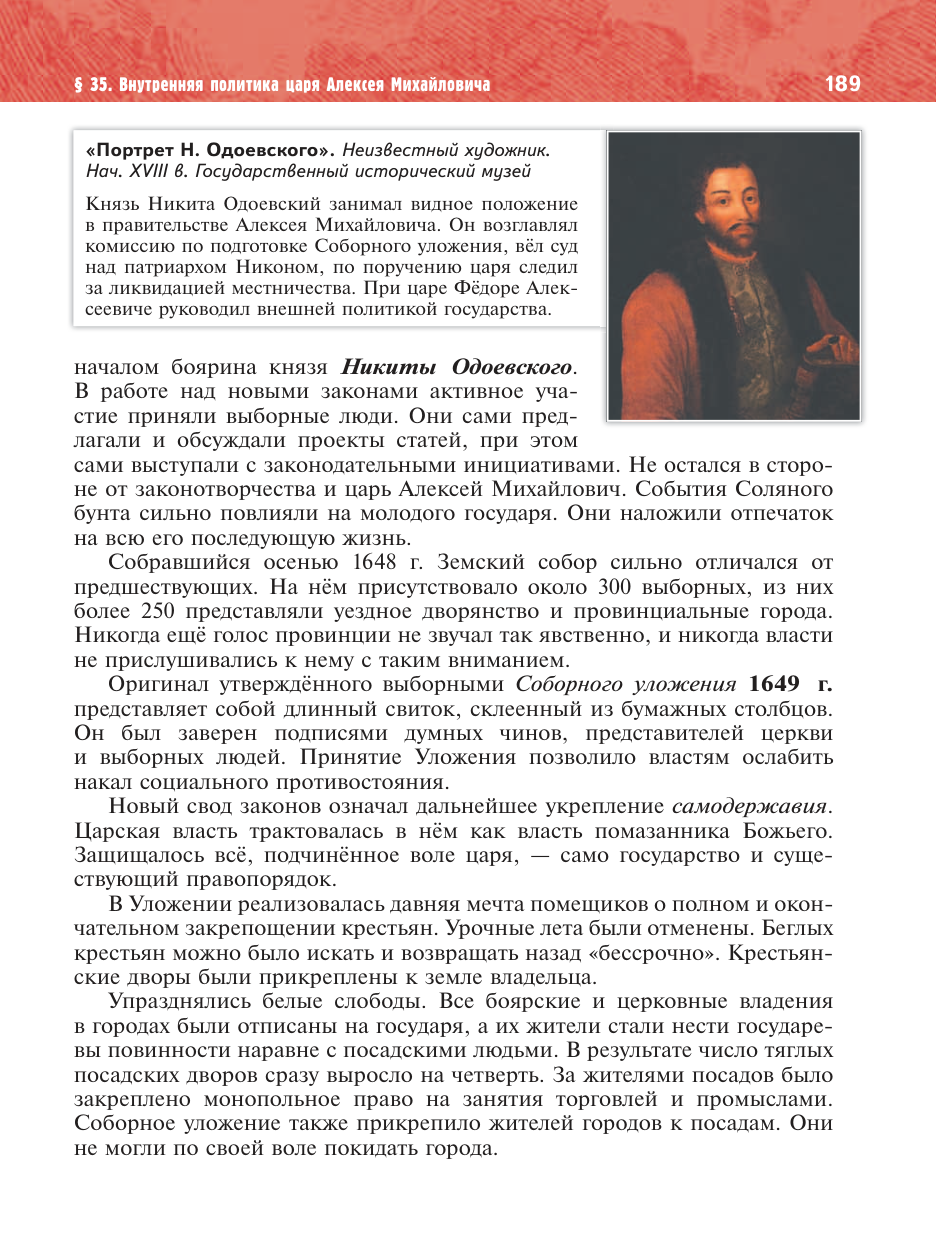 § 35. Внутренняя политика царя Алексея Михайловича 189
«Портрет Н. Одоевского». Неизвестный художник.
Нач. XVIII в. Государственный исторический музей
Князь Никита Одоевский занимал видное положение
в правительстве Алексея Михайловича. Он возглавлял
комиссию по подготовке Соборного уложения, вёл суд
над патриархом Никоном, по поручению царя следил
за ликвидацией местничества. При царе Фёдоре Алек-
сеевиче руководил внешней политикой государства.
началом боярина князя Никиты Одоевского.
В работе над новыми законами активное уча-
стие приняли выборные люди. Они сами пред-
лагали и обсуждали проекты статей, при этом
сами выступали с законодательными инициативами. Не остался в сторо-
не от законотворчества и царь Алексей Михайлович. События Соляного
бунта сильно повлияли на молодого государя. Они наложили отпечаток
на всю его последующую жизнь.
Собравшийся осенью 1648 г. Земский собор сильно отличался от
предшествующих. На нём присутствовало около 300 выборных, из них
более 250 представляли уездное дворянство и провинциальные города.
Никогда ещё голос провинции не звучал так явственно, и никогда власти
не прислушивались к нему с таким вниманием.
Оригинал утверждённого выборными Соборного уложения 1649 г.
представляет собой длинный свиток, склеенный из бумажных столбцов.
Он был заверен подписями думных чинов, представителей церкви
и выборных людей. Принятие Уложения позволило властям ослабить
накал социального противостояния.
Новый свод законов означал дальнейшее укрепление самодержавия.
Царская власть трактовалась в нём как власть помазанника Божьего.
Защищалось всё, подчинённое воле царя, — само государство и суще-
ствующий правопорядок.
В Уложении реализовалась давняя мечта помещиков о полном и окон-
чательном закрепощении крестьян. Урочные лета были отменены. Беглых
крестьян можно было искать и возвращать назад «бессрочно». Крестьян-
ские дворы были прикреплены к земле владельца.
Упразднялись белые слободы. Все боярские и церковные владения
в городах были отписаны на государя, а их жители стали нести государе-
вы повинности наравне с посадскими людьми. В результате число тяглых
посадских дворов сразу выросло на четверть. За жителями посадов было
закреплено монопольное право на занятия торговлей и промыслами.
Соборное уложение также прикрепило жителей городов к посадам. Они
не могли по своей воле покидать города.